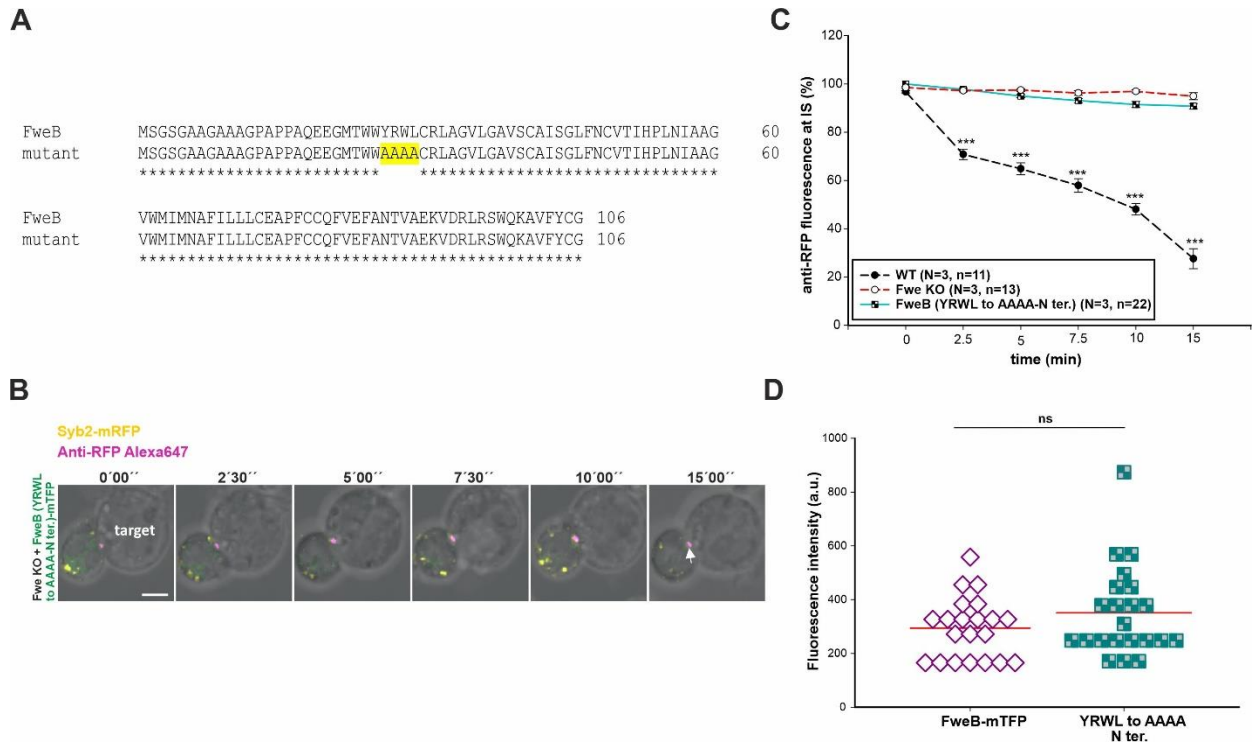 A
FweB MSGSGAAGAAAGPAPPAQEEGMTWWYRWLCRLAGVLGAVSCAISGLFNCVTIHPLNIAAG 60
mutant MSGSGAAGAAAGPAPPAQEEGMTWWAAAACRLAGVLGAVSCAISGLFNCVTIHPLNIAAG 60
************************* *******************************
FweB VWMIMNAFILLLCEAPFCCQFVEFANTVAEKVDRLRSWQKAVFYCG 106
mutant VWMIMNAFILLLCEAPFCCQFVEFANTVAEKVDRLRSWQKAVFYCG 106
**********************************************
B
Syb2-mRFP
Anti-RFP Alexa647
0´00´´ 2´30´´ 5´00´´ 7´30´´ 10´00´´ 15´00´´
Fwe KO + FweB (YRWL
to AAAA-N ter.)-mTFP
target
C
anti-RFP fluorescence at IS (%)
120
100
80
60
40
20
0
***
***
***
***
***
WT (N=3, n=11)
Fwe KO (N=3, n=13)
FweB (YRWL to AAAA-N ter.) (N=3, n=22)
0 2.5 5 7.5 10 15
time (min)
D
ns
Fluorescence intensity (a.u.)
1000
800
600
400
200
0
FweB-mTFP YRWL to AAAA
N ter.